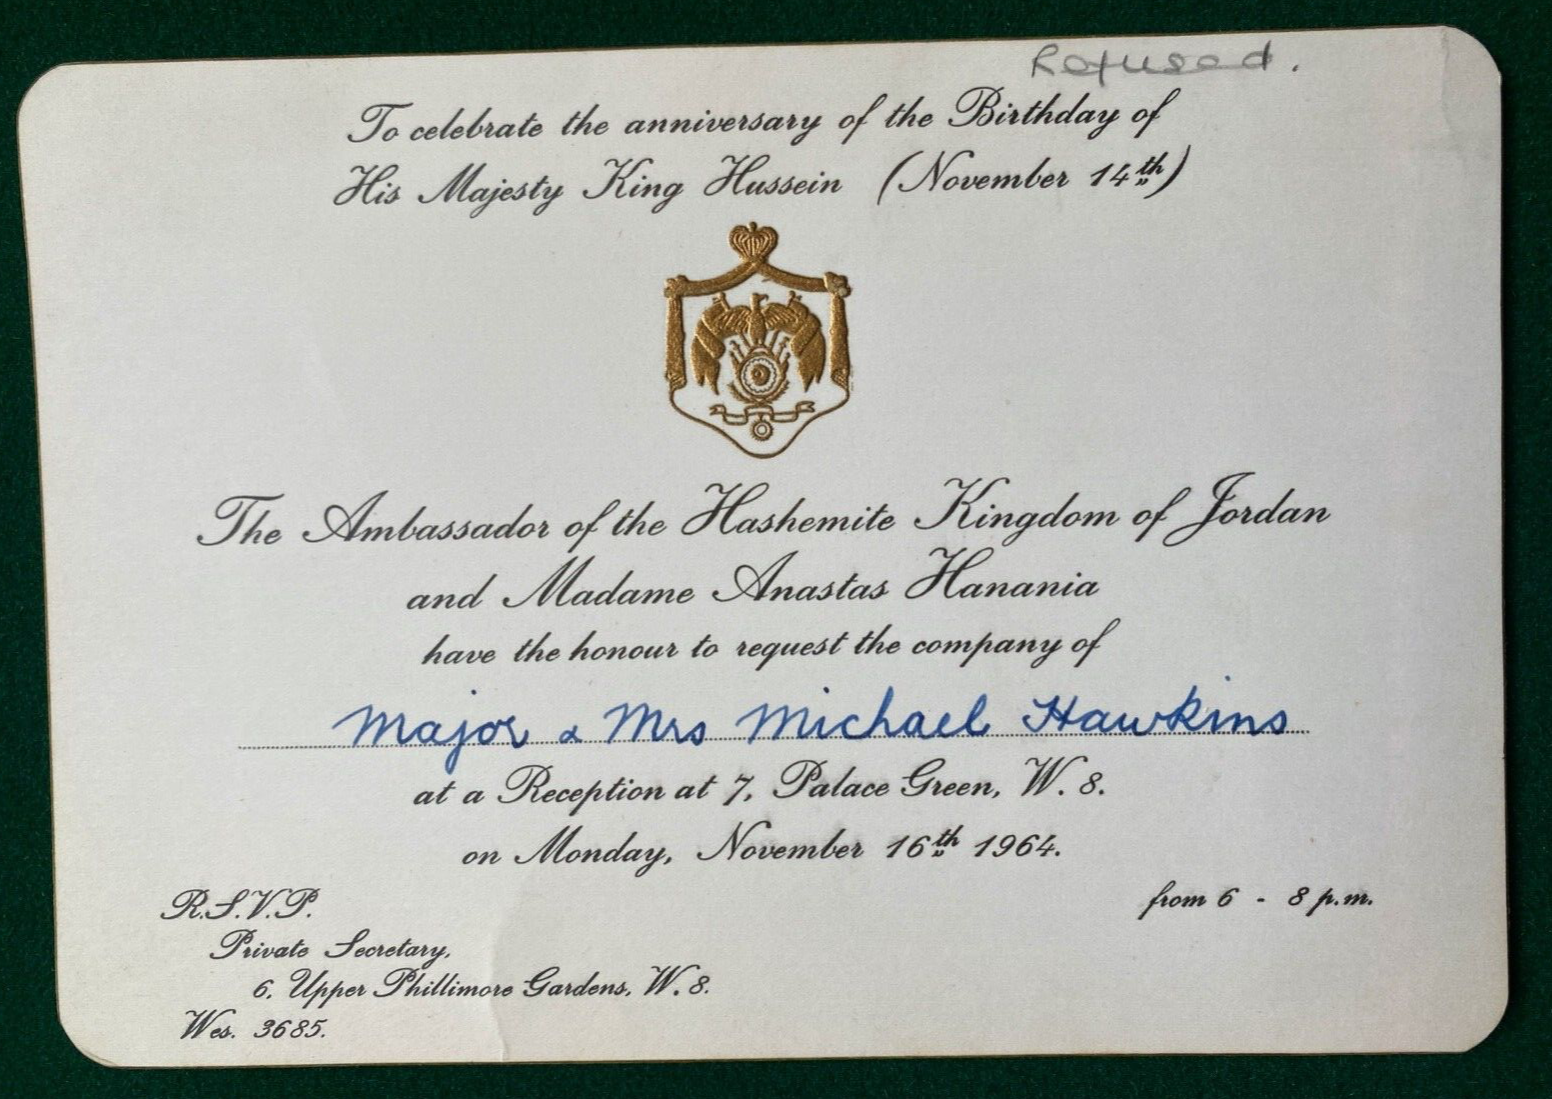 Refused.
To celebrate the anniversary of the Birthday of
His Majesty King Hussein (November 14th)
The Ambassador of the Hashemite Kingdom of Jordan
and Madame Anastas Hanania
have the honour to request the company of
Major & Mrs Michael Hawkins
at a Reception at 7, Palace Green, W. 8.
on Monday, November 16th 1964.
R.S.V.P.
from 6 - 8 p.m.
Private Secretary,
6, Upper Phillimore Gardens, W. 8.
Wes. 3685.